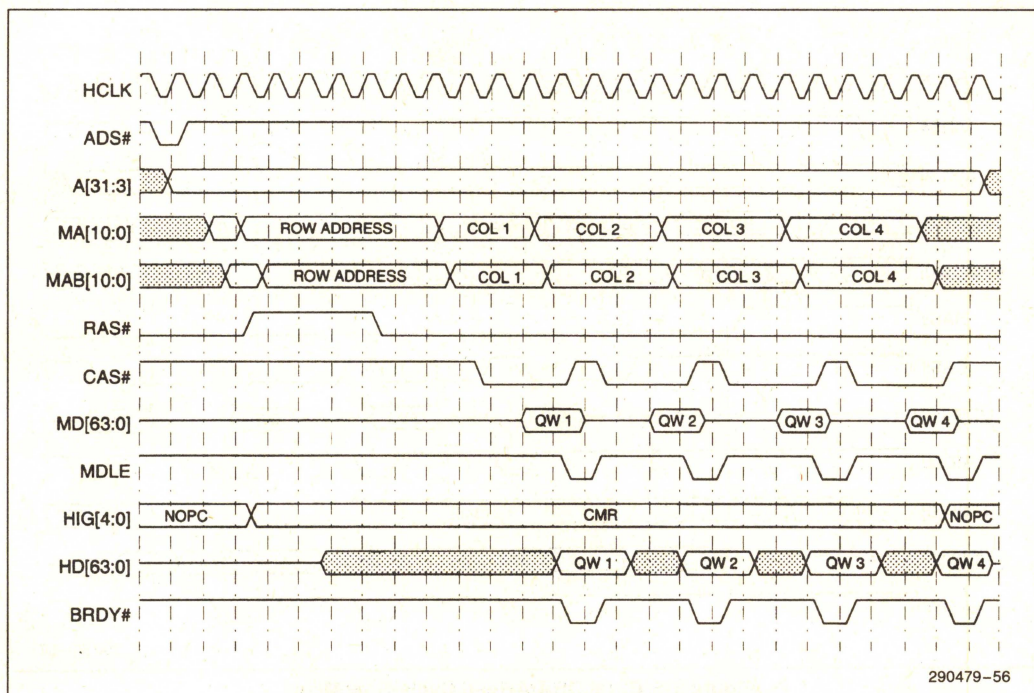 HCLK
ADS#
A[31:3]
MA[10:0] ROW ADDRESS COL 1 COL 2 COL 3 COL 4
MAB[10:0] ROW ADDRESS COL 1 COL 2 COL 3 COL 4
RAS#
CAS#
MD[63:0] QW 1 QW 2 QW 3 QW 4
MDLE
HIG[4:0] NOPC CMR NOPC
HD[63:0] QW 1 QW 2 QW 3 QW 4
BRDY#
290479-56